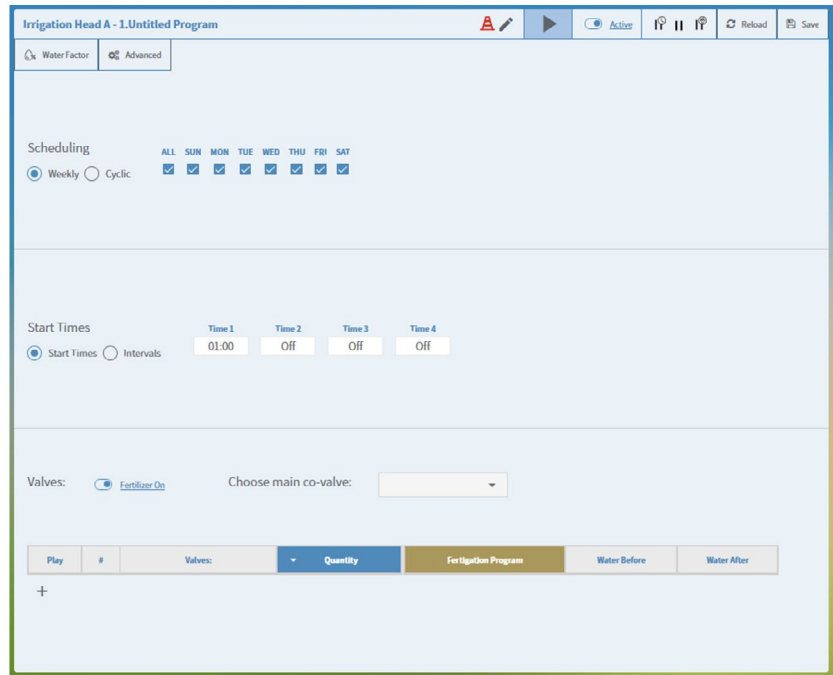 Irrigation Head A - 1.Untitled Program Active Reload Save
Water Factor Advanced
Scheduling
ALL SUN MON TUE WED THU FRI SAT
Weekly Cyclic
Start Times
Time 1 Time 2 Time 3 Time 4
Start Times Intervals 01:00 Off Off Off
Valves: Fertilizer On Choose main co-valve:
Play # Valves: Quantity Fertigation Program Water Before Water After